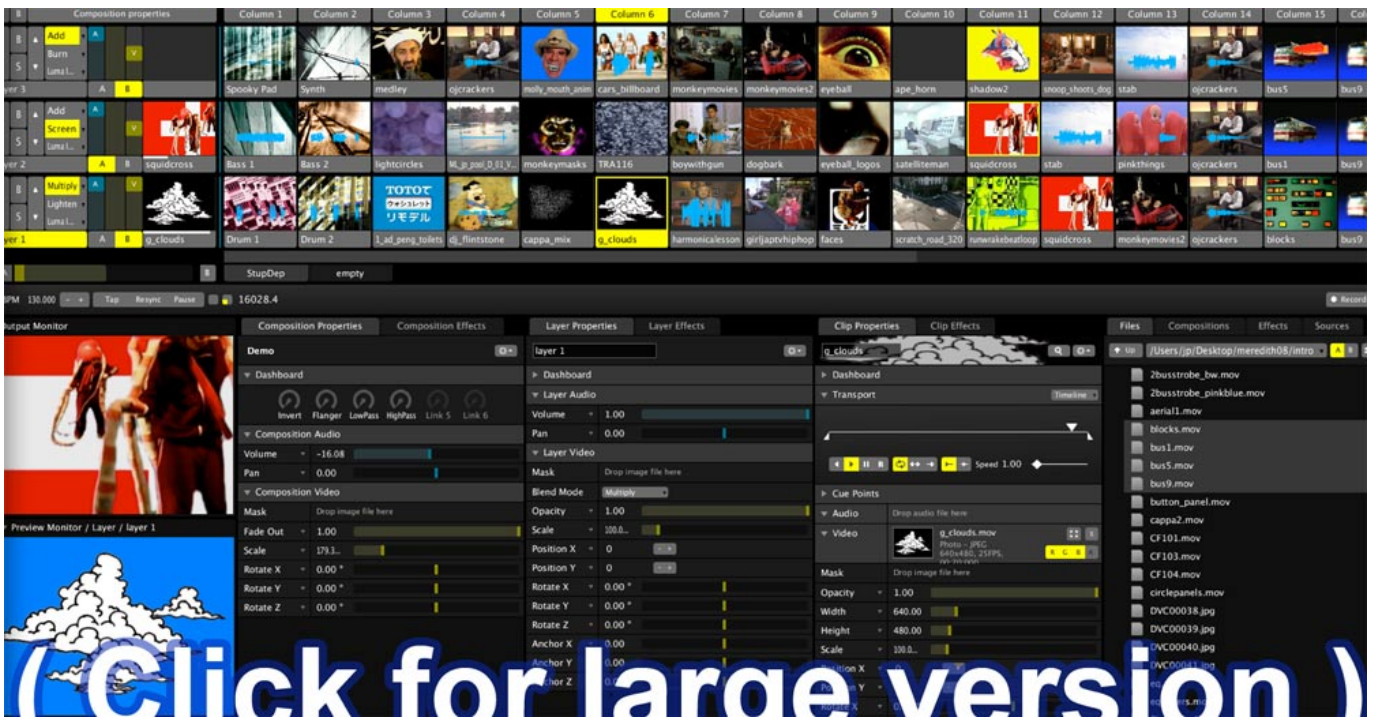 B Composition properties Column 1 Column 2 Column 3 Column 4 Column 5 Column 6 Column 7 Column 8 Column 9 Column 10 Column 11 Column 12 Column 13 Column 14 Column 15
B Add A
Burn V
S Luma I...
A B Spooky Pad Synth medley ojcrackers molly_mouth_anim cars_billboard monkeymovies monkeymovies2 eyeball ape_horn shadow2 snoop_shoots_dog stab ojcrackers bus5 bus9
B Add
Screen V
S Luma I...
A B squidcross Bass 1 Bass 2 lightcircles monkeymasks TRA116 boywithgun dogbark eyeball_logos satelliteman squidcross stab pinkthings ojcrackers bus1 bus9
B Multiply A V
Lighten
S Luma I...
TOTOて
ウォシュレット
リモデル
A B g_clouds Drum 1 Drum 2 1_ad_peng_toilets dj_flintstone cappa_mix g_clouds harmonicalesson girljaptvhiphop faces scratch_road_320 runwrakebeatloop squidcross monkeymovies2 ojcrackers blocks bus9
B StupDep empty
BPM 130.000 - + Tap Resync Pause 16028.4 Record
Output Monitor
Composition Properties Composition Effects
Demo
Dashboard
Invert Flanger LowPass HighPass Link 5 Link 6
Composition Audio
Volume -16.08
Pan 0.00
Composition Video
Mask Drop image file here
Fade Out 1.00
Scale 179.3...
Rotate X 0.00 °
Rotate Y 0.00 °
Rotate Z 0.00 °
Preview Monitor / Layer / layer 1
Layer Properties Layer Effects
layer 1
Dashboard
Layer Audio
Volume 1.00
Pan 0.00
Layer Video
Mask Drop image file here
Blend Mode Multiply
Opacity 1.00
Scale 100.0...
Position X 0 - +
Position Y 0 - +
Rotate X 0.00 °
Rotate Y 0.00 °
Rotate Z 0.00 °
Anchor X 0.00
Anchor Y 0.00
Clip Properties Clip Effects
g_clouds
Dashboard
Transport Timeline
Speed 1.00
Cue Points
Audio Drop audio file here
Video g_clouds.mov
Photo - JPEG
640x480, 25FPS,
R G B
Mask Drop image file here
Opacity 1.00
Width 640.00
Height 480.00
Scale 100.0...
Position X
Position Y
Rotate X
Files Compositions Effects Sources
Up /Users/jp/Desktop/meredith08/intro A B
2busstrobe_bw.mov
2busstrobe_pinkblue.mov
aerial1.mov
blocks.mov
bus1.mov
bus5.mov
bus9.mov
button_panel.mov
cappa2.mov
CF101.mov
CF103.mov
CF104.mov
circlepanels.mov
DVC00038.jpg
DVC00039.jpg
DVC00040.jpg
DVC00041.jpg
( Click for large version )